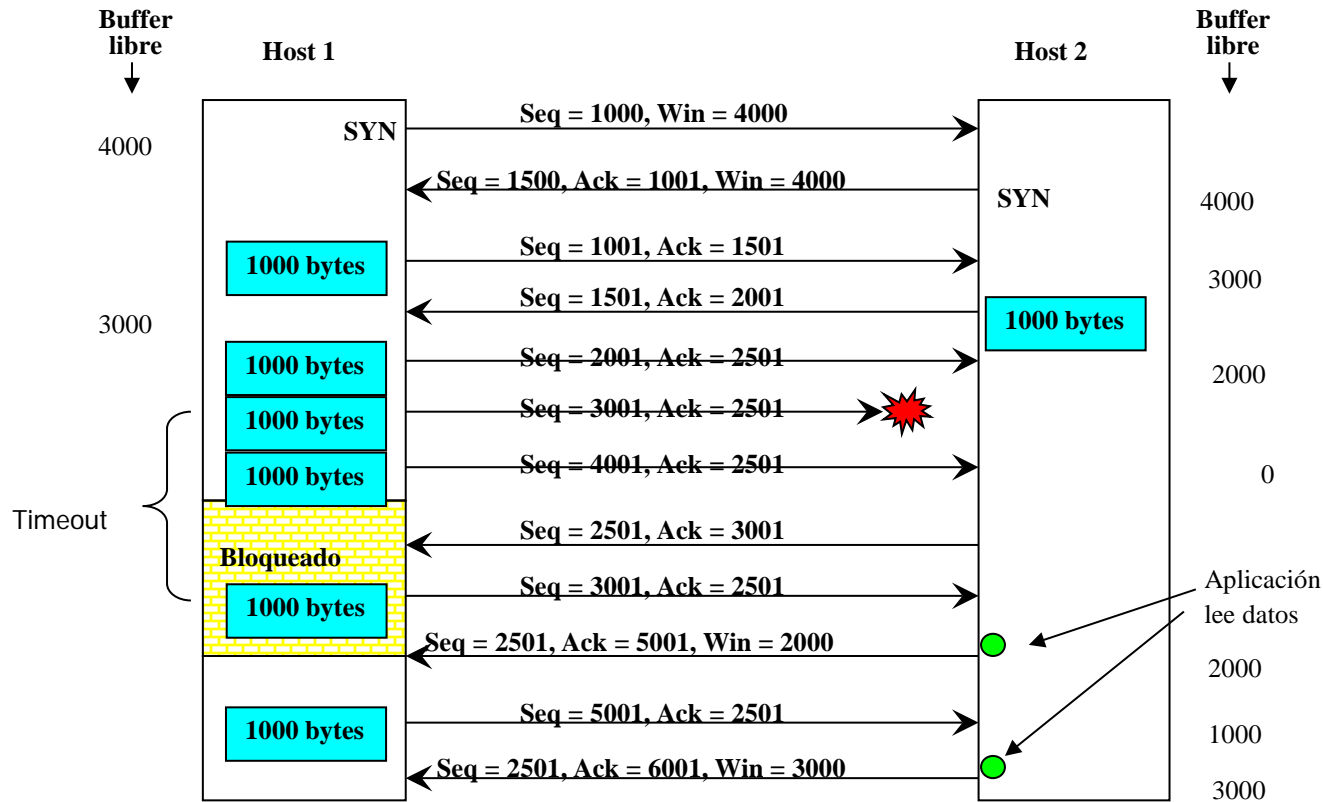 Buffer
libre
Host 1
Host 2
Buffer
libre
SYN
Seq = 1000, Win = 4000
4000
Seq = 1500, Ack = 1001, Win = 4000
SYN
4000
1000 bytes
Seq = 1001, Ack = 1501
3000
3000
Seq = 1501, Ack = 2001
1000 bytes
1000 bytes
Seq = 2001, Ack = 2501
2000
1000 bytes
Seq = 3001, Ack = 2501
1000 bytes
Seq = 4001, Ack = 2501
0
Timeout
Bloqueado
Seq = 2501, Ack = 3001
1000 bytes
Seq = 3001, Ack = 2501
Aplicación
lee datos
Seq = 2501, Ack = 5001, Win = 2000
2000
1000 bytes
Seq = 5001, Ack = 2501
1000
Seq = 2501, Ack = 6001, Win = 3000
3000